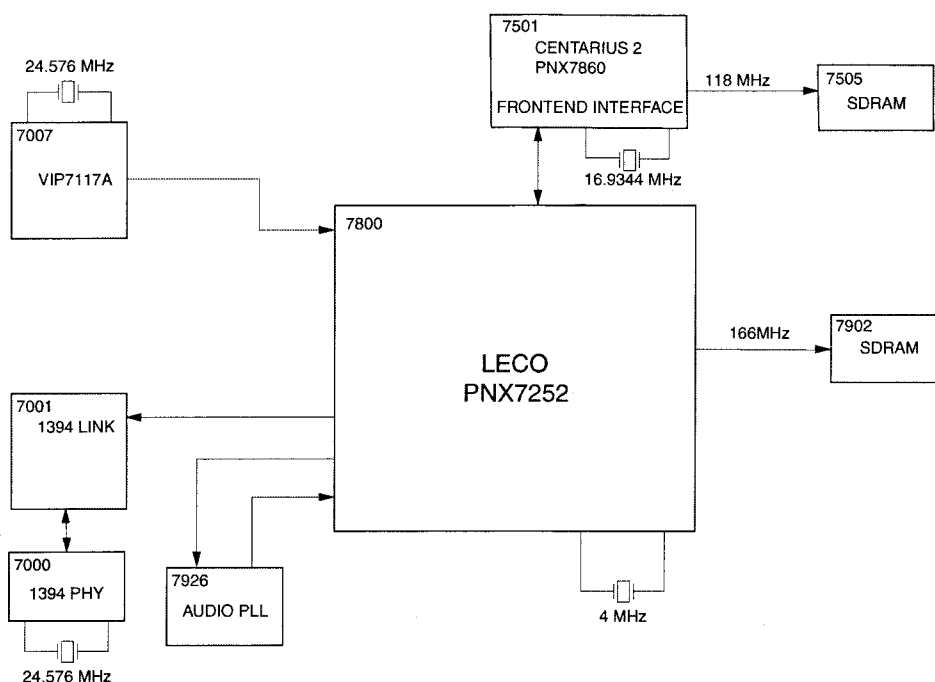 7501
CENTARIUS 2
PNX7860
FRONTEND INTERFACE
24.576 MHz
118 MHz
7505
SDRAM
7007
VIP7117A
16.9344 MHz
7800
LECO
PNX7252
166MHz
7902
SDRAM
7001
1394 LINK
7000
1394 PHY
7926
AUDIO PLL
4 MHz
24.576 MHz